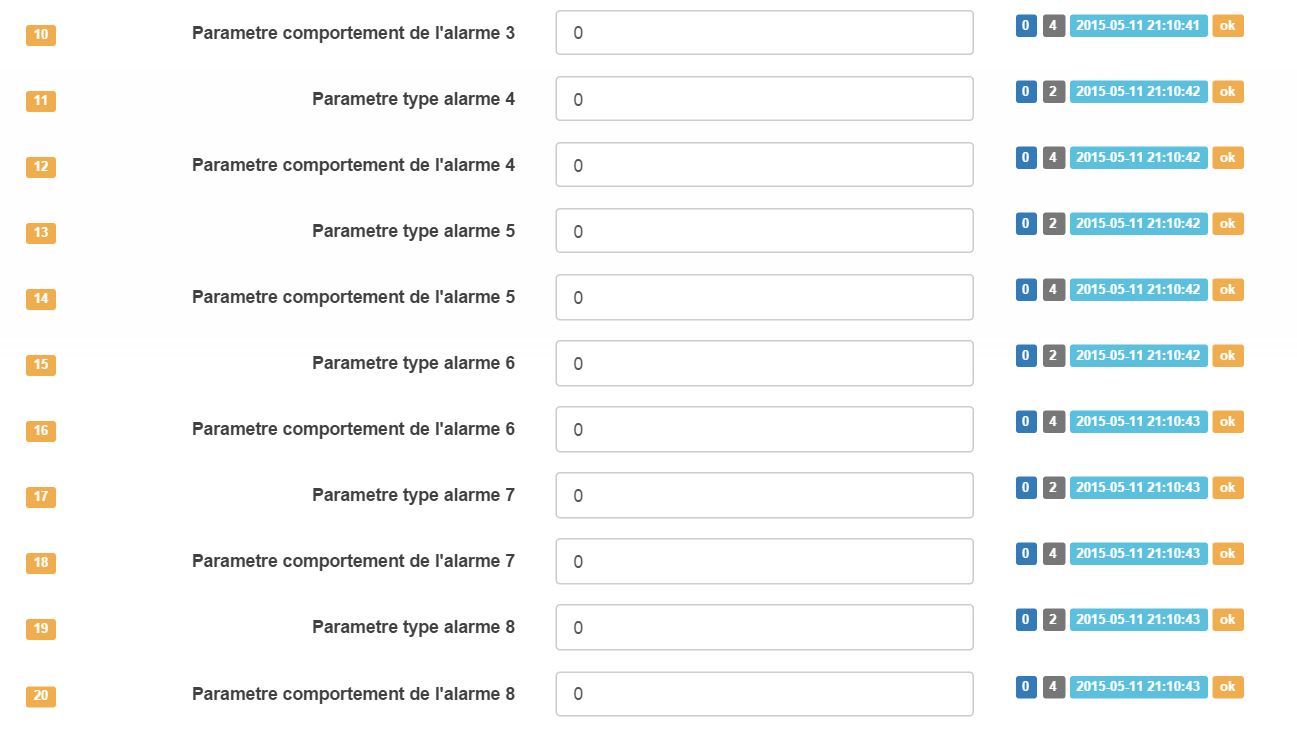 10 Parametre comportement de l'alarme 3 0 0 4 2015-05-11 21:10:41 ok
11 Parametre type alarme 4 0 0 2 2015-05-11 21:10:42 ok
12 Parametre comportement de l'alarme 4 0 0 4 2015-05-11 21:10:42 ok
13 Parametre type alarme 5 0 0 2 2015-05-11 21:10:42 ok
14 Parametre comportement de l'alarme 5 0 0 4 2015-05-11 21:10:42 ok
15 Parametre type alarme 6 0 0 2 2015-05-11 21:10:42 ok
16 Parametre comportement de l'alarme 6 0 0 4 2015-05-11 21:10:43 ok
17 Parametre type alarme 7 0 0 2 2015-05-11 21:10:43 ok
18 Parametre comportement de l'alarme 7 0 0 4 2015-05-11 21:10:43 ok
19 Parametre type alarme 8 0 0 2 2015-05-11 21:10:43 ok
20 Parametre comportement de l'alarme 8 0 0 4 2015-05-11 21:10:43 ok